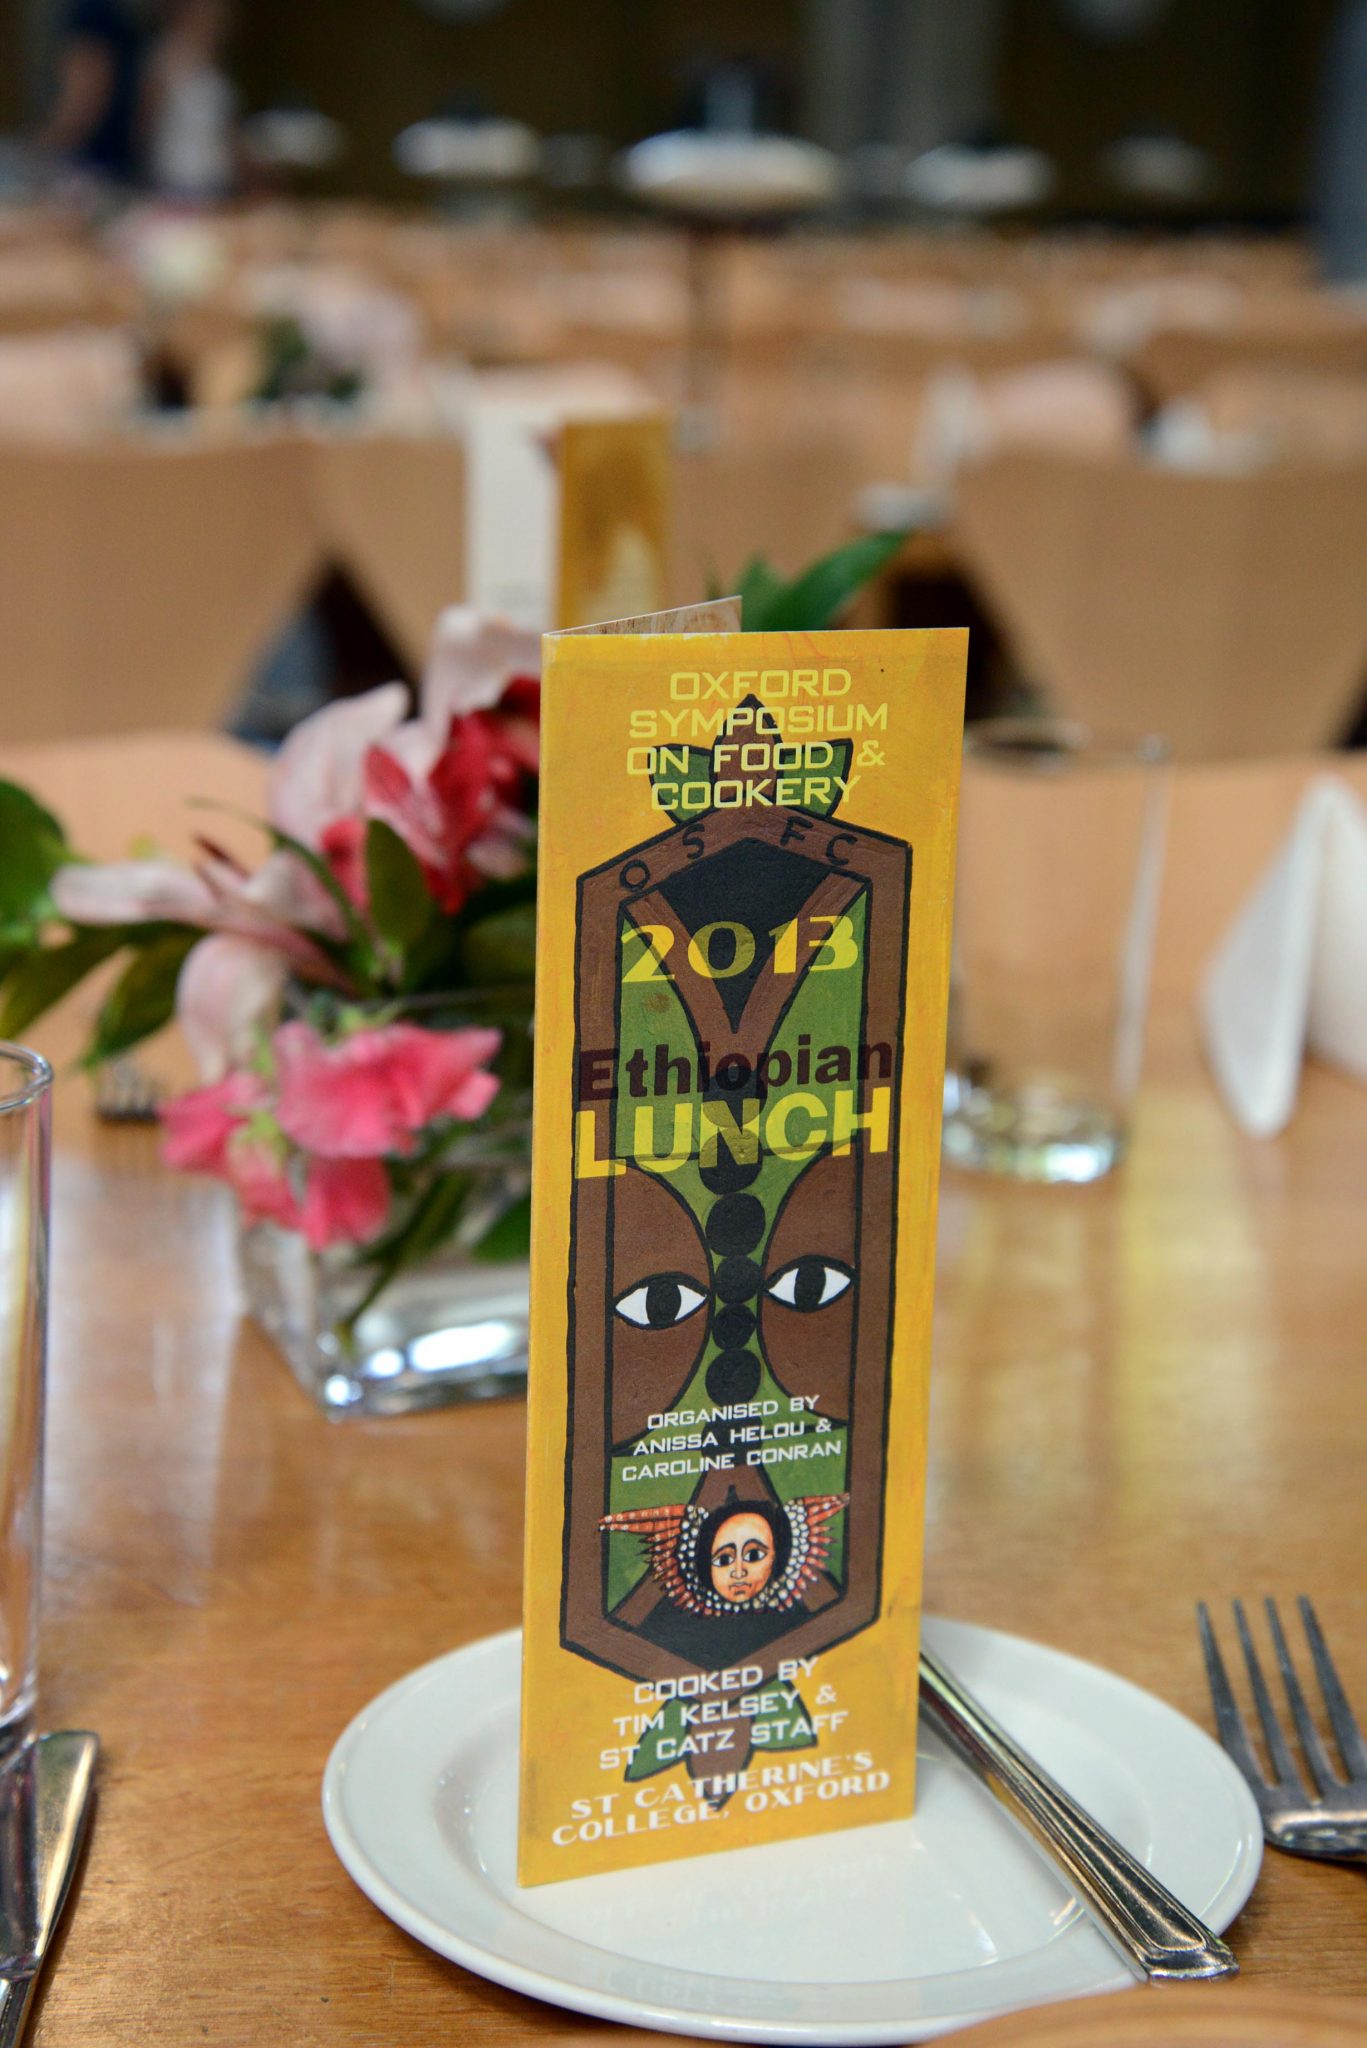 OXFORD
SYMPOSIUM
ON FOOD &
COOKERY
O S F C
2013
Ethiopian
LUNCH
ORGANISED BY
ANISSA HELOU &
CAROLINE CONRAN
COOKED BY
TIM KELSEY &
ST CATZ STAFF
ST CATHERINE'S
COLLEGE, OXFORD